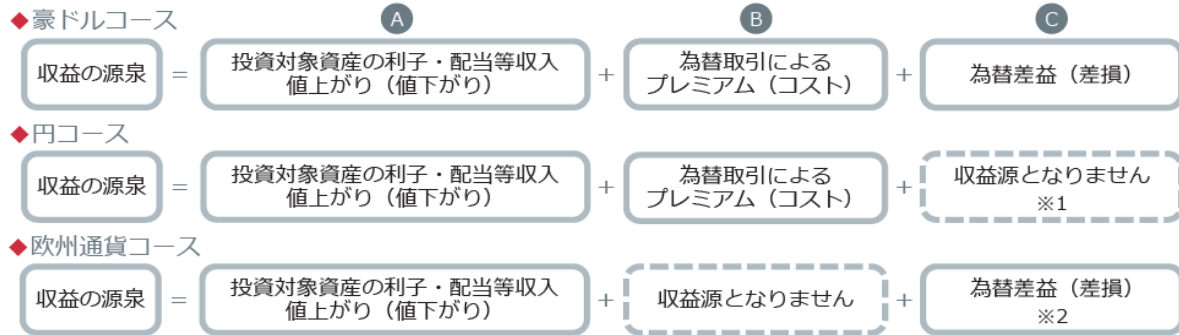 ◆豪ドルコース
A B C
収益の源泉 = 投資対象資産の利子・配当等収入 + 為替取引による + 為替差益（差損）
値上がり（値下がり） プレミアム（コスト）
◆円コース
収益の源泉 = 投資対象資産の利子・配当等収入 + 為替取引による + 収益源となりません
値上がり（値下がり） プレミアム（コスト） ※1
◆欧州通貨コース
収益の源泉 = 投資対象資産の利子・配当等収入 + 収益源となりません + 為替差益（差損）
値上がり（値下がり） ※2